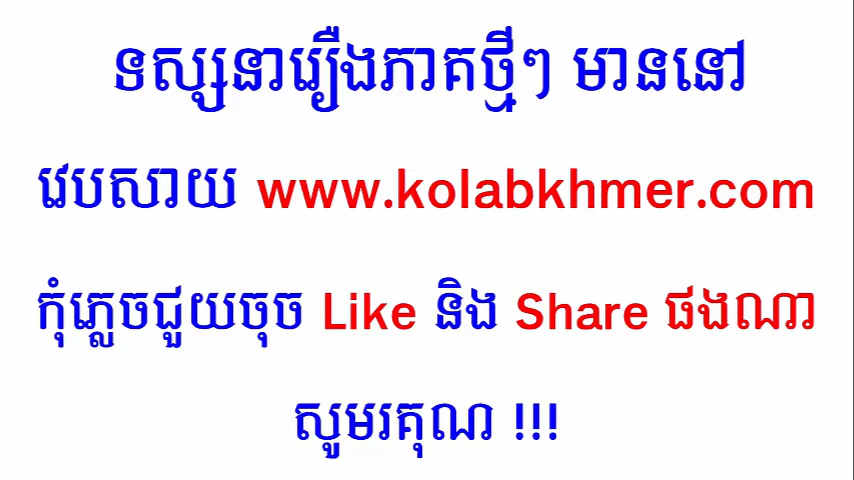 ទស្សនារឿងភាគថ្មីៗ មាននៅ
វេបសាយ www.kolabkhmer.com
កុំភ្លេចជួយចុច Like និង Share ផងណា
សូមរគុណ !!!